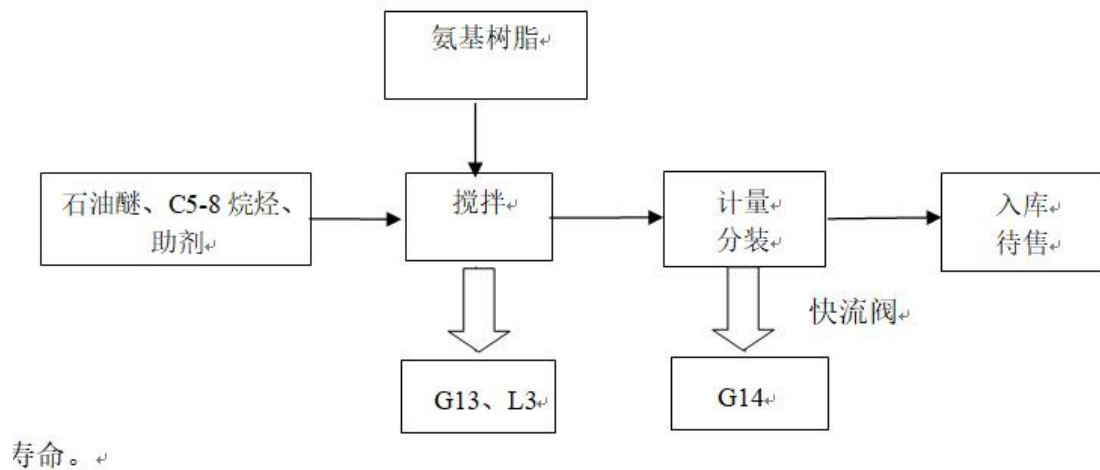 氨基树脂
石油醚、C5-8 烷烃、
助剂
搅拌
计量
分装
入库
待售
快流阀
G13、L3
G14
寿命。